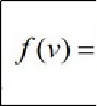 f(v) =